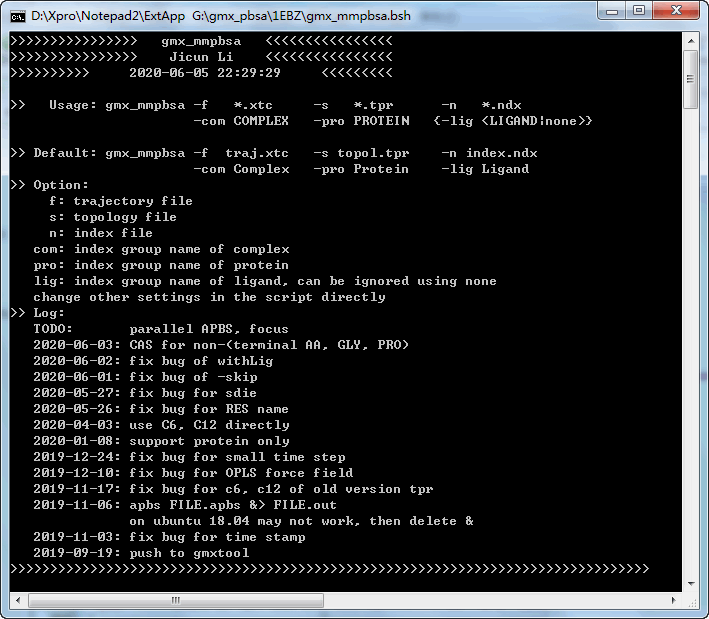 D:\Xpro\Notepad2\ExtApp  G:\gmx_pbsa\1EBZ\gmx_mmpbsa.bsh
>>>>>>>>>>>>>>>>   gmx_mmpbsa   <<<<<<<<<<<<<<<<
>>>>>>>>>>>>>>>>    Jicun Li    <<<<<<<<<<<<<<<<
>>>>>>>>>>     2020-06-05 22:29:29     <<<<<<<<<
>>   Usage: gmx_mmpbsa -f   *.xtc     -s   *.tpr      -n   *.ndx
                       -com COMPLEX   -pro PROTEIN   {-lig <LIGAND|none>}
>> Default: gmx_mmpbsa -f  traj.xtc   -s topol.tpr    -n index.ndx
                       -com Complex   -pro Protein    -lig Ligand
>> Option:
     f: trajectory file
     s: topology file
     n: index file
   com: index group name of complex
   pro: index group name of protein
   lig: index group name of ligand, can be ignored using none
   change other settings in the script directly
>> Log:
   TODO:       parallel APBS, focus
   2020-06-03: CAS for non-(terminal AA, GLY, PRO)
   2020-06-02: fix bug of withLig
   2020-06-01: fix bug of -skip
   2020-05-27: fix bug for sdie
   2020-05-26: fix bug for RES name
   2020-04-03: use C6, C12 directly
   2020-01-08: support protein only
   2019-12-24: fix bug for small time step
   2019-12-10: fix bug for OPLS force field
   2019-11-17: fix bug for c6, c12 of old version tpr
   2019-11-06: apbs FILE.apbs &> FILE.out
               on ubuntu 18.04 may not work, then delete &
   2019-11-03: fix bug for time stamp
   2019-09-19: push to gmxtool
>>>>>>>>>>>>>>>>>>>>>>>>>>>>>>>>>>>>>>>>>>>>>>>>>>>>>>>>>>>>>>>>>>>>>>>>>>>>>>>>